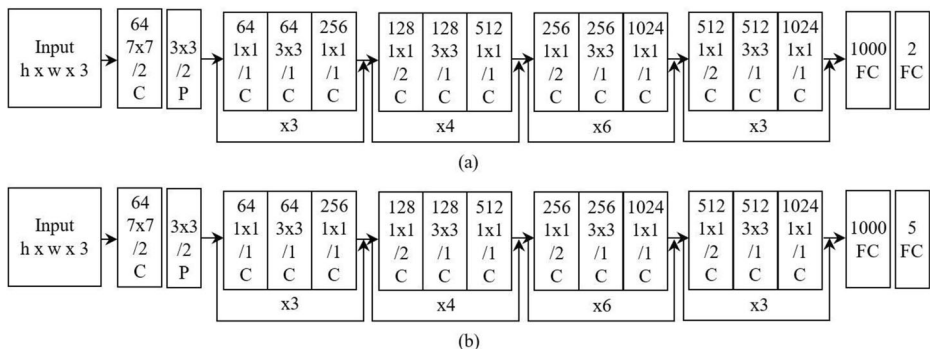 Input
h x w x 3
64
7x7
/2
C
3x3
/2
P
64
1x1
/1
C
64
3x3
/1
C
256
1x1
/1
C
x3
128
1x1
/2
C
128
3x3
/1
C
512
1x1
/1
C
x4
256
1x1
/2
C
256
3x3
/1
C
1024
1x1
/1
C
x6
512
1x1
/2
C
512
3x3
/1
C
1024
1x1
/1
C
x3
1000
FC
2
FC
(a)
Input
h x w x 3
64
7x7
/2
C
3x3
/2
P
64
1x1
/1
C
64
3x3
/1
C
256
1x1
/1
C
x3
128
1x1
/2
C
128
3x3
/1
C
512
1x1
/1
C
x4
256
1x1
/2
C
256
3x3
/1
C
1024
1x1
/1
C
x6
512
1x1
/2
C
512
3x3
/1
C
1024
1x1
/1
C
x3
1000
FC
5
FC
(b)